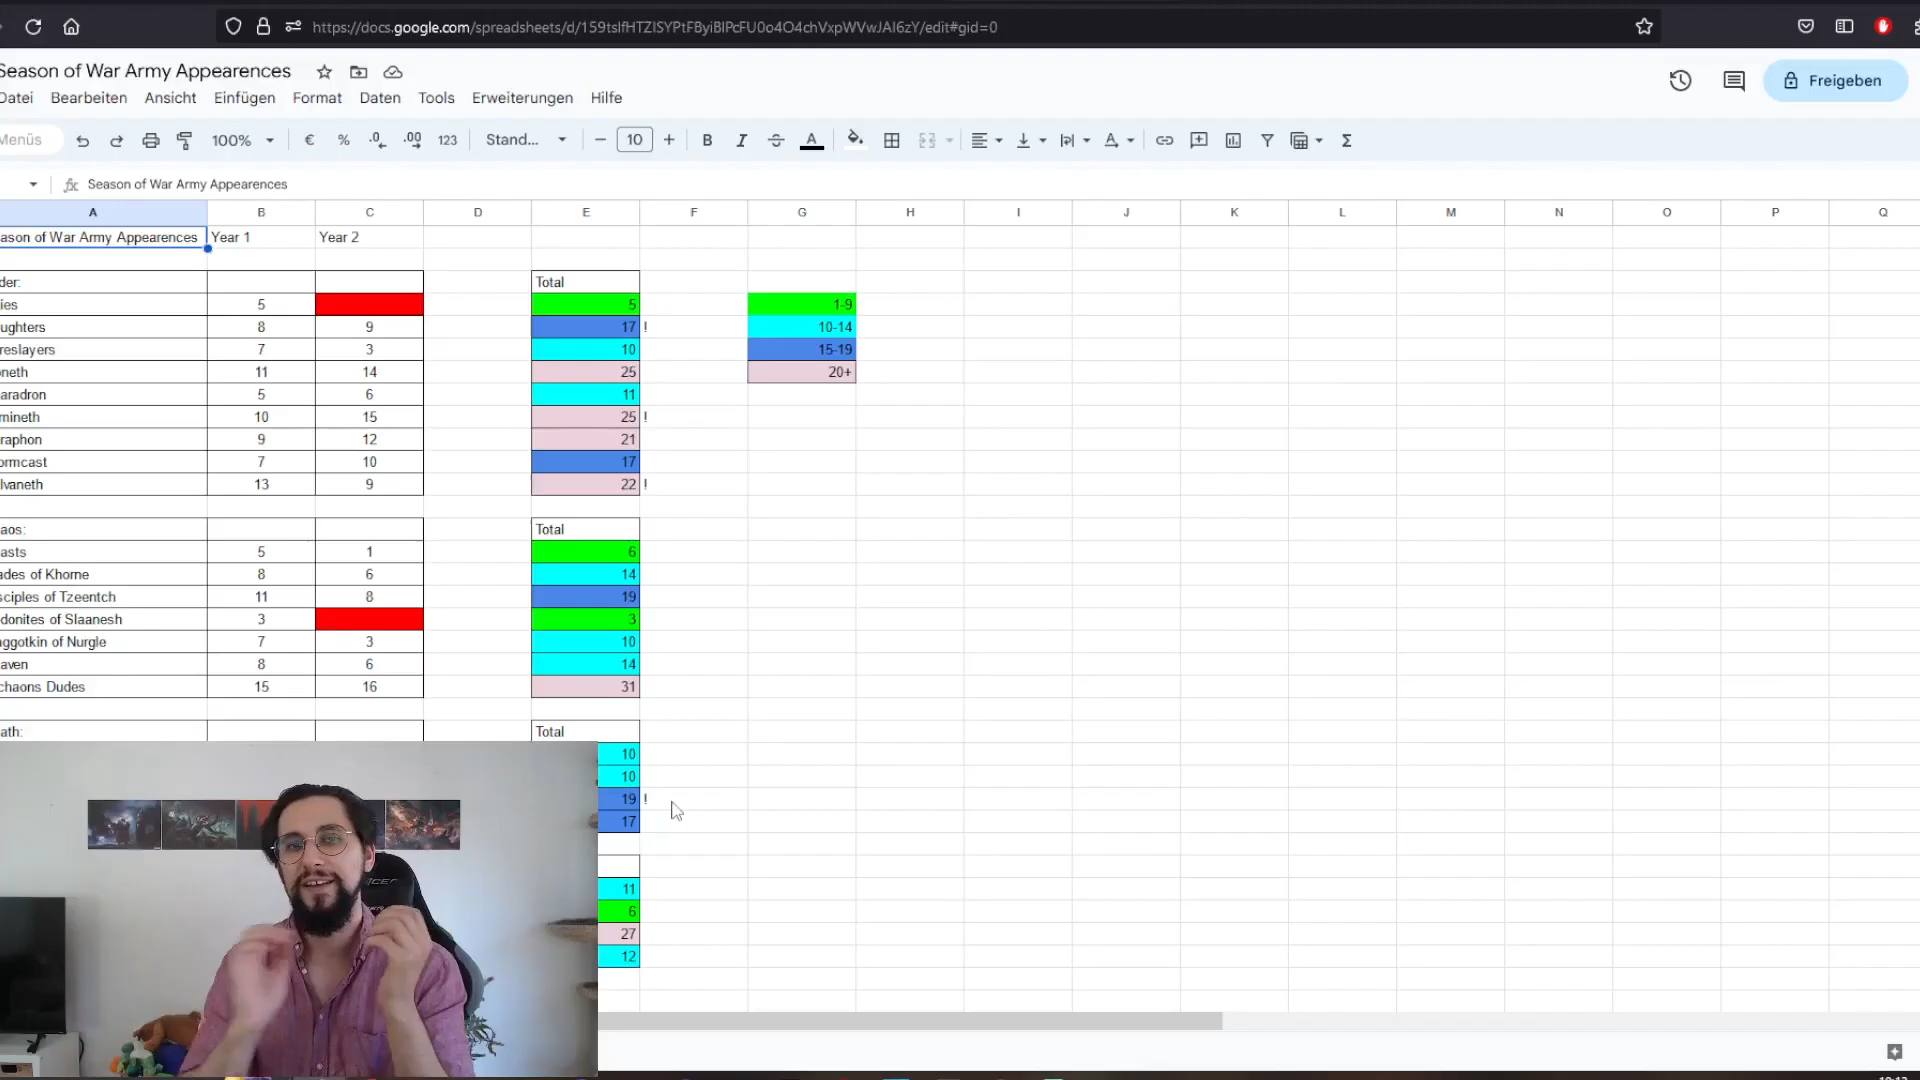 https://docs.google.com/spreadsheets/d/159tslfHTZISYPtFByiBlPcFU0o4O4chVxpWVwJAI6zY/edit#gid=0
Season of War Army Appearences
Datei Bearbeiten Ansicht Einfügen Format Daten Tools Erweiterungen Hilfe
Freigeben
Menüs 100% € % .0 .00 123 Stand... 10 B I A
fx Season of War Army Appearences
A B C D E F G H I J K L M N O P Q
ason of War Army Appearences Year 1 Year 2
der: Total
ies 5 5 1-9
ughters 8 9 17 ! 10-14
reslayers 7 3 10 15-19
neth 11 14 25 20+
aradron 5 6 11
mineth 10 15 25 !
raphon 9 12 21
ormcast 7 10 17
lvaneth 13 9 22 !
aos: Total
asts 5 1 6
ades of Khorne 8 6 14
sciples of Tzeentch 11 8 19
donites of Slaanesh 3 3
aggotkin of Nurgle 7 3 10
aven 8 6 14
chaons Dudes 15 16 31
ath: Total
10
10
19 !
17
11
6
27
12